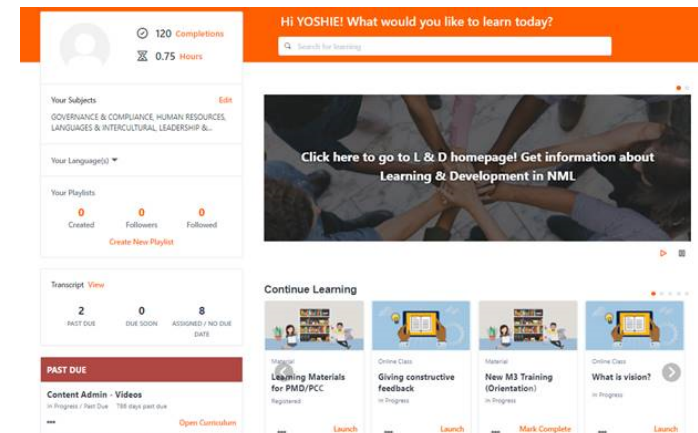 Hi YOSHIE! What would you like to learn today?
Search for learning
120 Completions
0.75 Hours
Your Subjects Edit
GOVERNANCE & COMPLIANCE, HUMAN RESOURCES,
LANGUAGES & INTERCULTURAL, LEADERSHIP &...
Your Language(s)
Your Playlists
0 0 0
Created Followers Followed
Create New Playlist
Transcript View
2 0 8
PAST DUE DUE SOON ASSIGNED / NO DUE
DATE
PAST DUE
Content Admin - Videos
In Progress / Past Due 788 days past due
... Open Curriculum
Click here to go to L & D homepage! Get information about
Learning & Development in NML
Continue Learning
Material
Learning Materials
for PMD/PCC
Registered
... Launch
Online Class
Giving constructive
feedback
In Progress
... Launch
Material
New M3 Training
(Orientation)
In Progress
... Mark Complete
Online Class
What is vision?
In Progress
... Launch